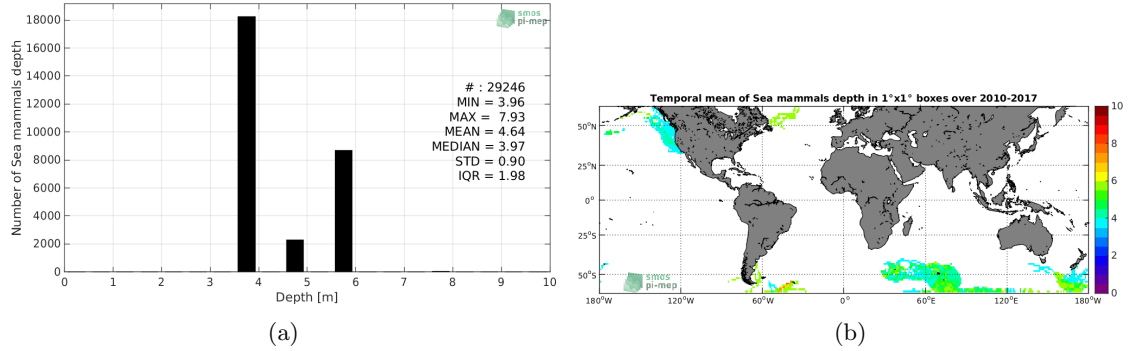 18000
16000
14000
12000
10000
8000
6000
4000
2000
0
Number of Sea mammals depth
smos
pi-mep
# : 29246
MIN = 3.96
MAX = 7.93
MEAN = 4.64
MEDIAN = 3.97
STD = 0.90
IQR = 1.98
0 1 2 3 4 5 6 7 8 9 10
Depth [m]
(a)
Temporal mean of Sea mammals depth in 1°x1° boxes over 2010-2017
50°N
25°N
0°
25°S
50°S
smos
pi-mep
180°W 120°W 60°W 0° 60°E 120°E 180°W
10
8
6
4
2
0
(b)